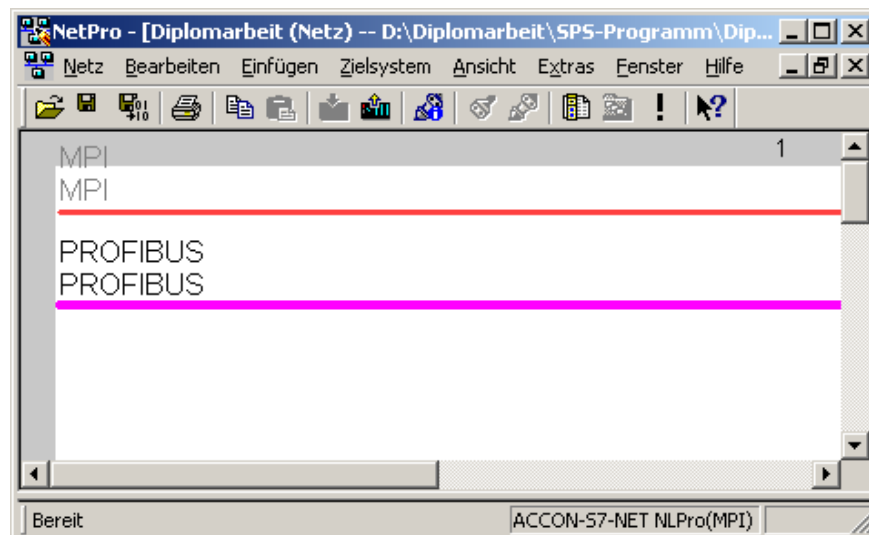 NetPro - [Diplomarbeit (Netz) -- D:\Diplomarbeit\SPS-Programm\Dip...
Netz Bearbeiten Einfügen Zielsystem Ansicht Extras Fenster Hilfe
1
MPI
MPI
PROFIBUS
PROFIBUS
Bereit ACCON-S7-NET NLPro(MPI)